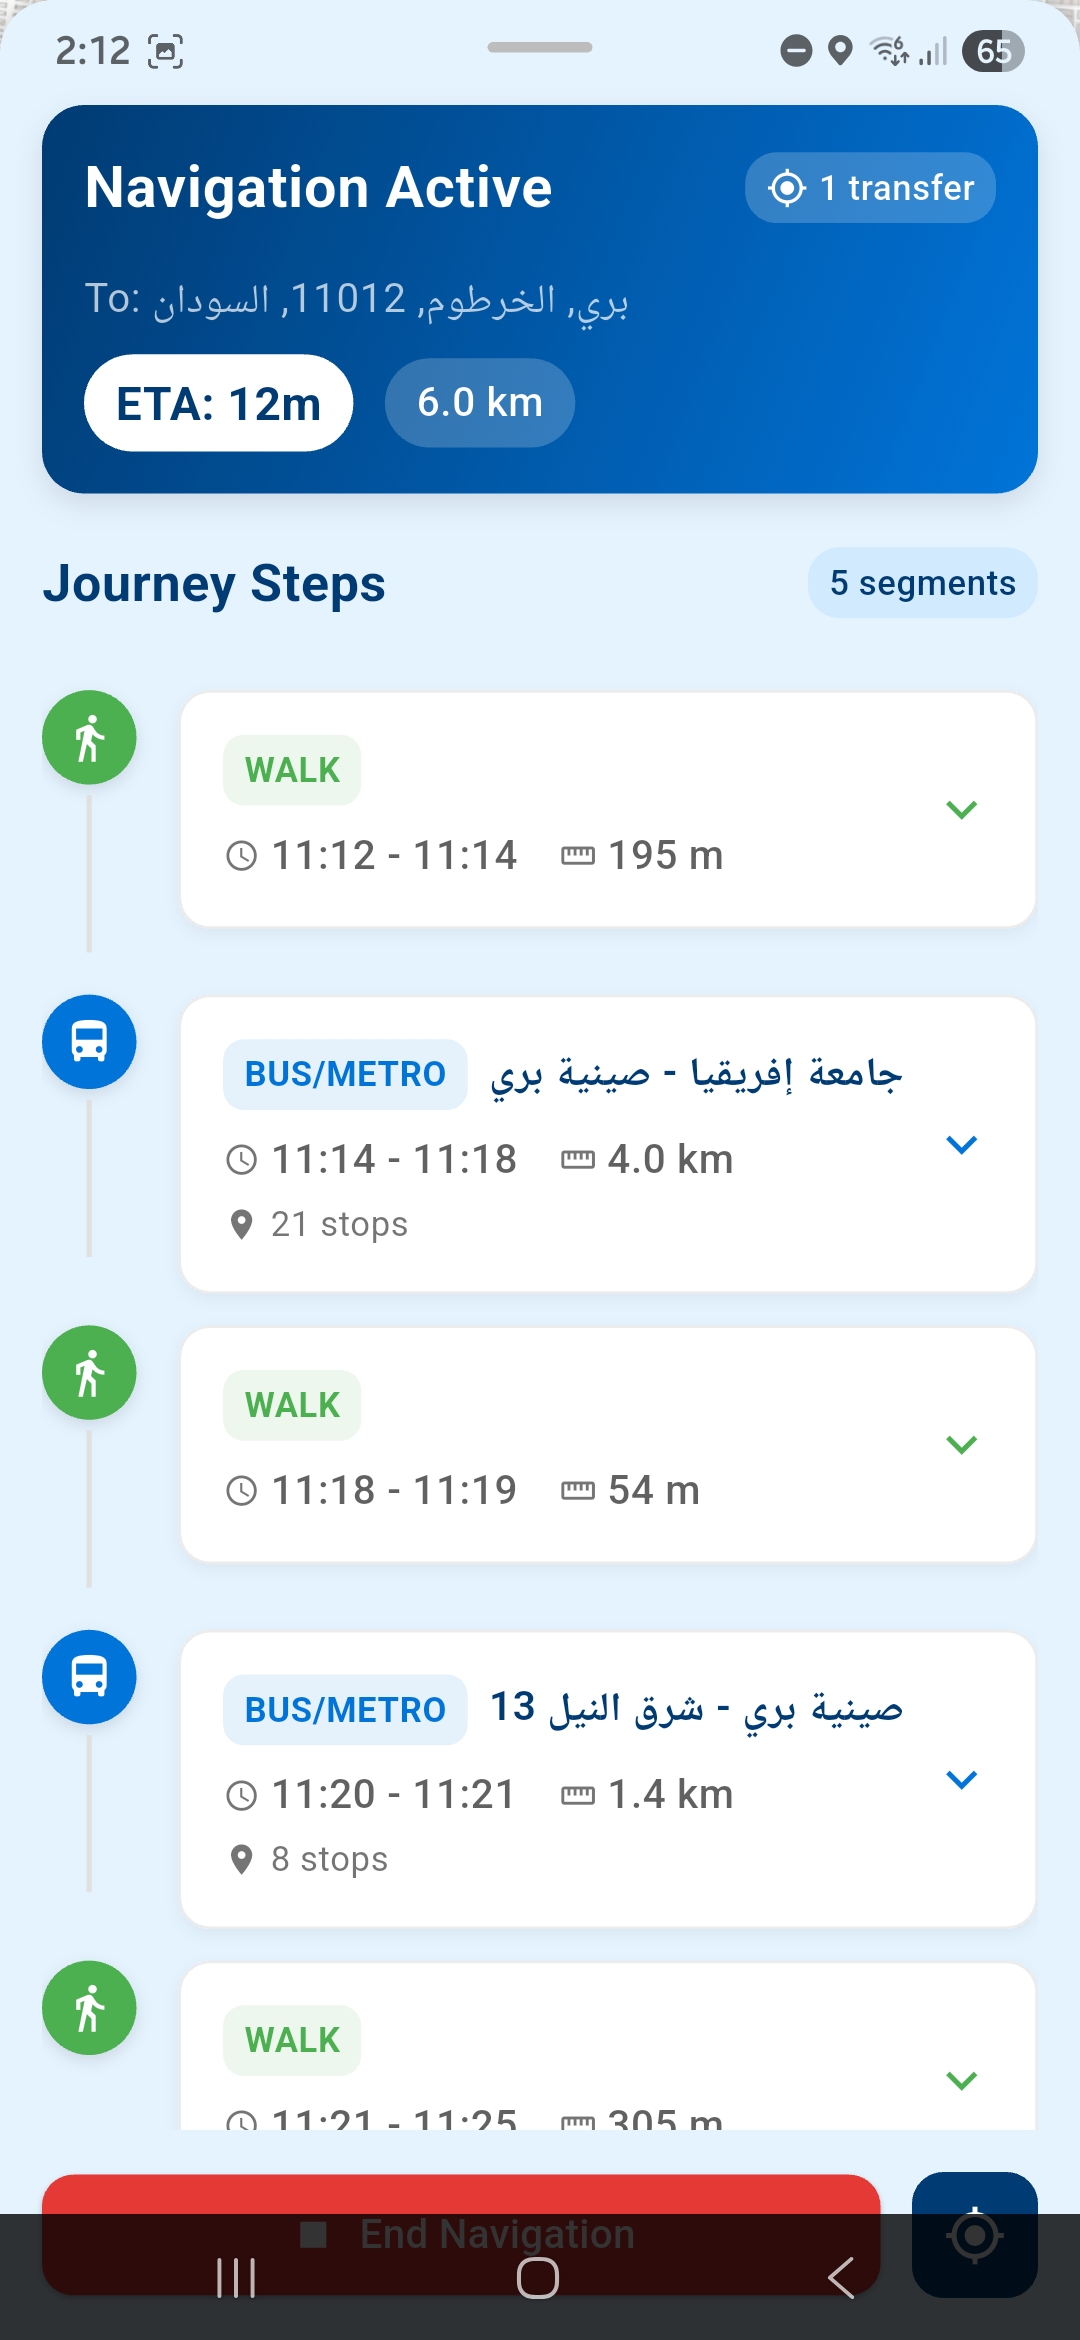 2:12
6
65
Navigation Active
1 transfer
To: بري, الخرطوم, 11012, السودان
ETA: 12m
6.0 km
Journey Steps
5 segments
WALK
11:12 - 11:14
195 m
BUS/METRO
جامعة إفريقيا - صينية بري
11:14 - 11:18
4.0 km
21 stops
WALK
11:18 - 11:19
54 m
BUS/METRO
صينية بري - شرق النيل 13
11:20 - 11:21
1.4 km
8 stops
WALK
11:21 - 11:25
305 m
End Navigation